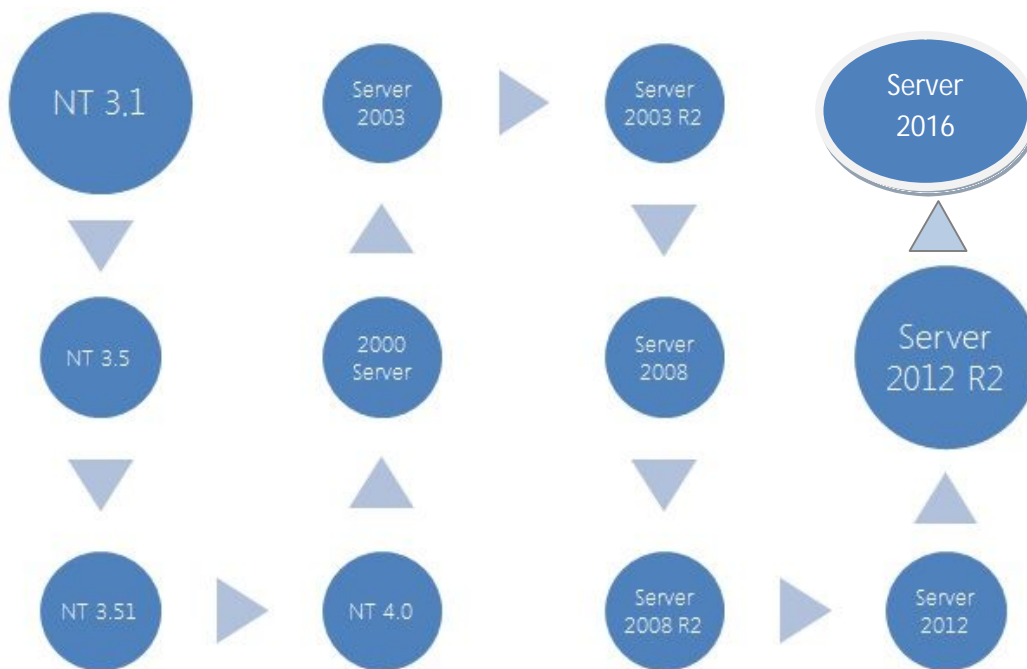 NT 3.1
NT 3.5
NT 3.51
NT 4.0
2000
Server
Server
2003
Server
2003 R2
Server
2008
Server
2008 R2
Server
2012
Server
2012 R2
Server
2016